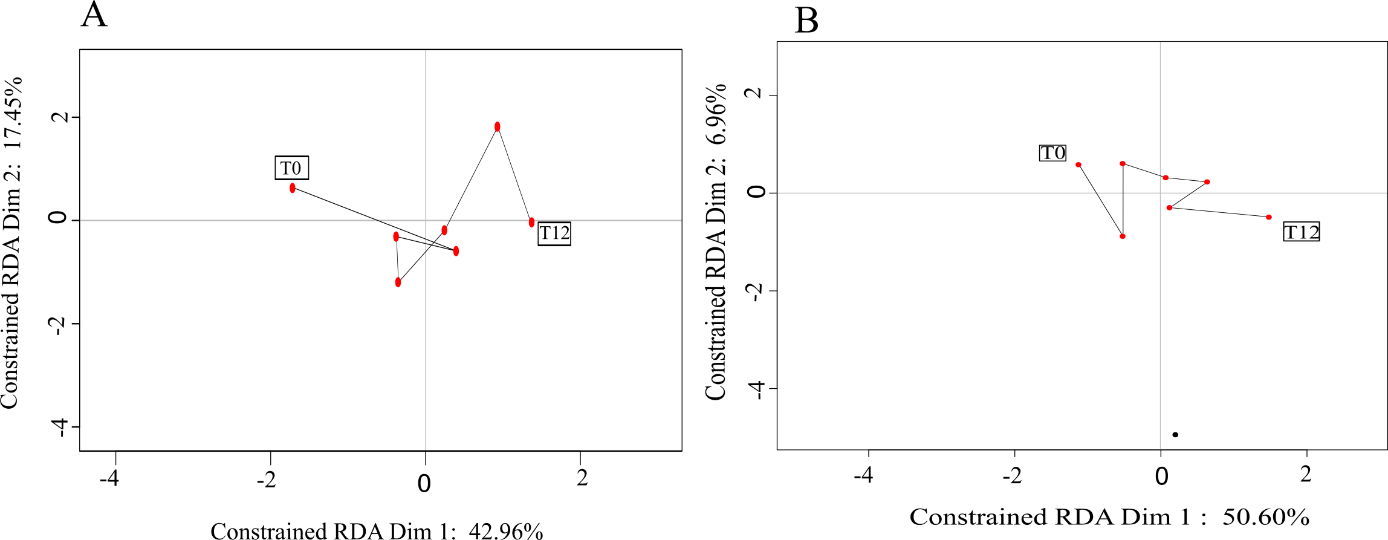 A
Constrained RDA Dim 2:  17.45%
2
0
-2
-4
T0
T12
-4
-2
0
2
Constrained RDA Dim 1:  42.96%
B
Constrained RDA Dim 2:  6.96%
2
0
-2
-4
T0
T12
-4
-2
0
2
Constrained RDA Dim 1 :  50.60%